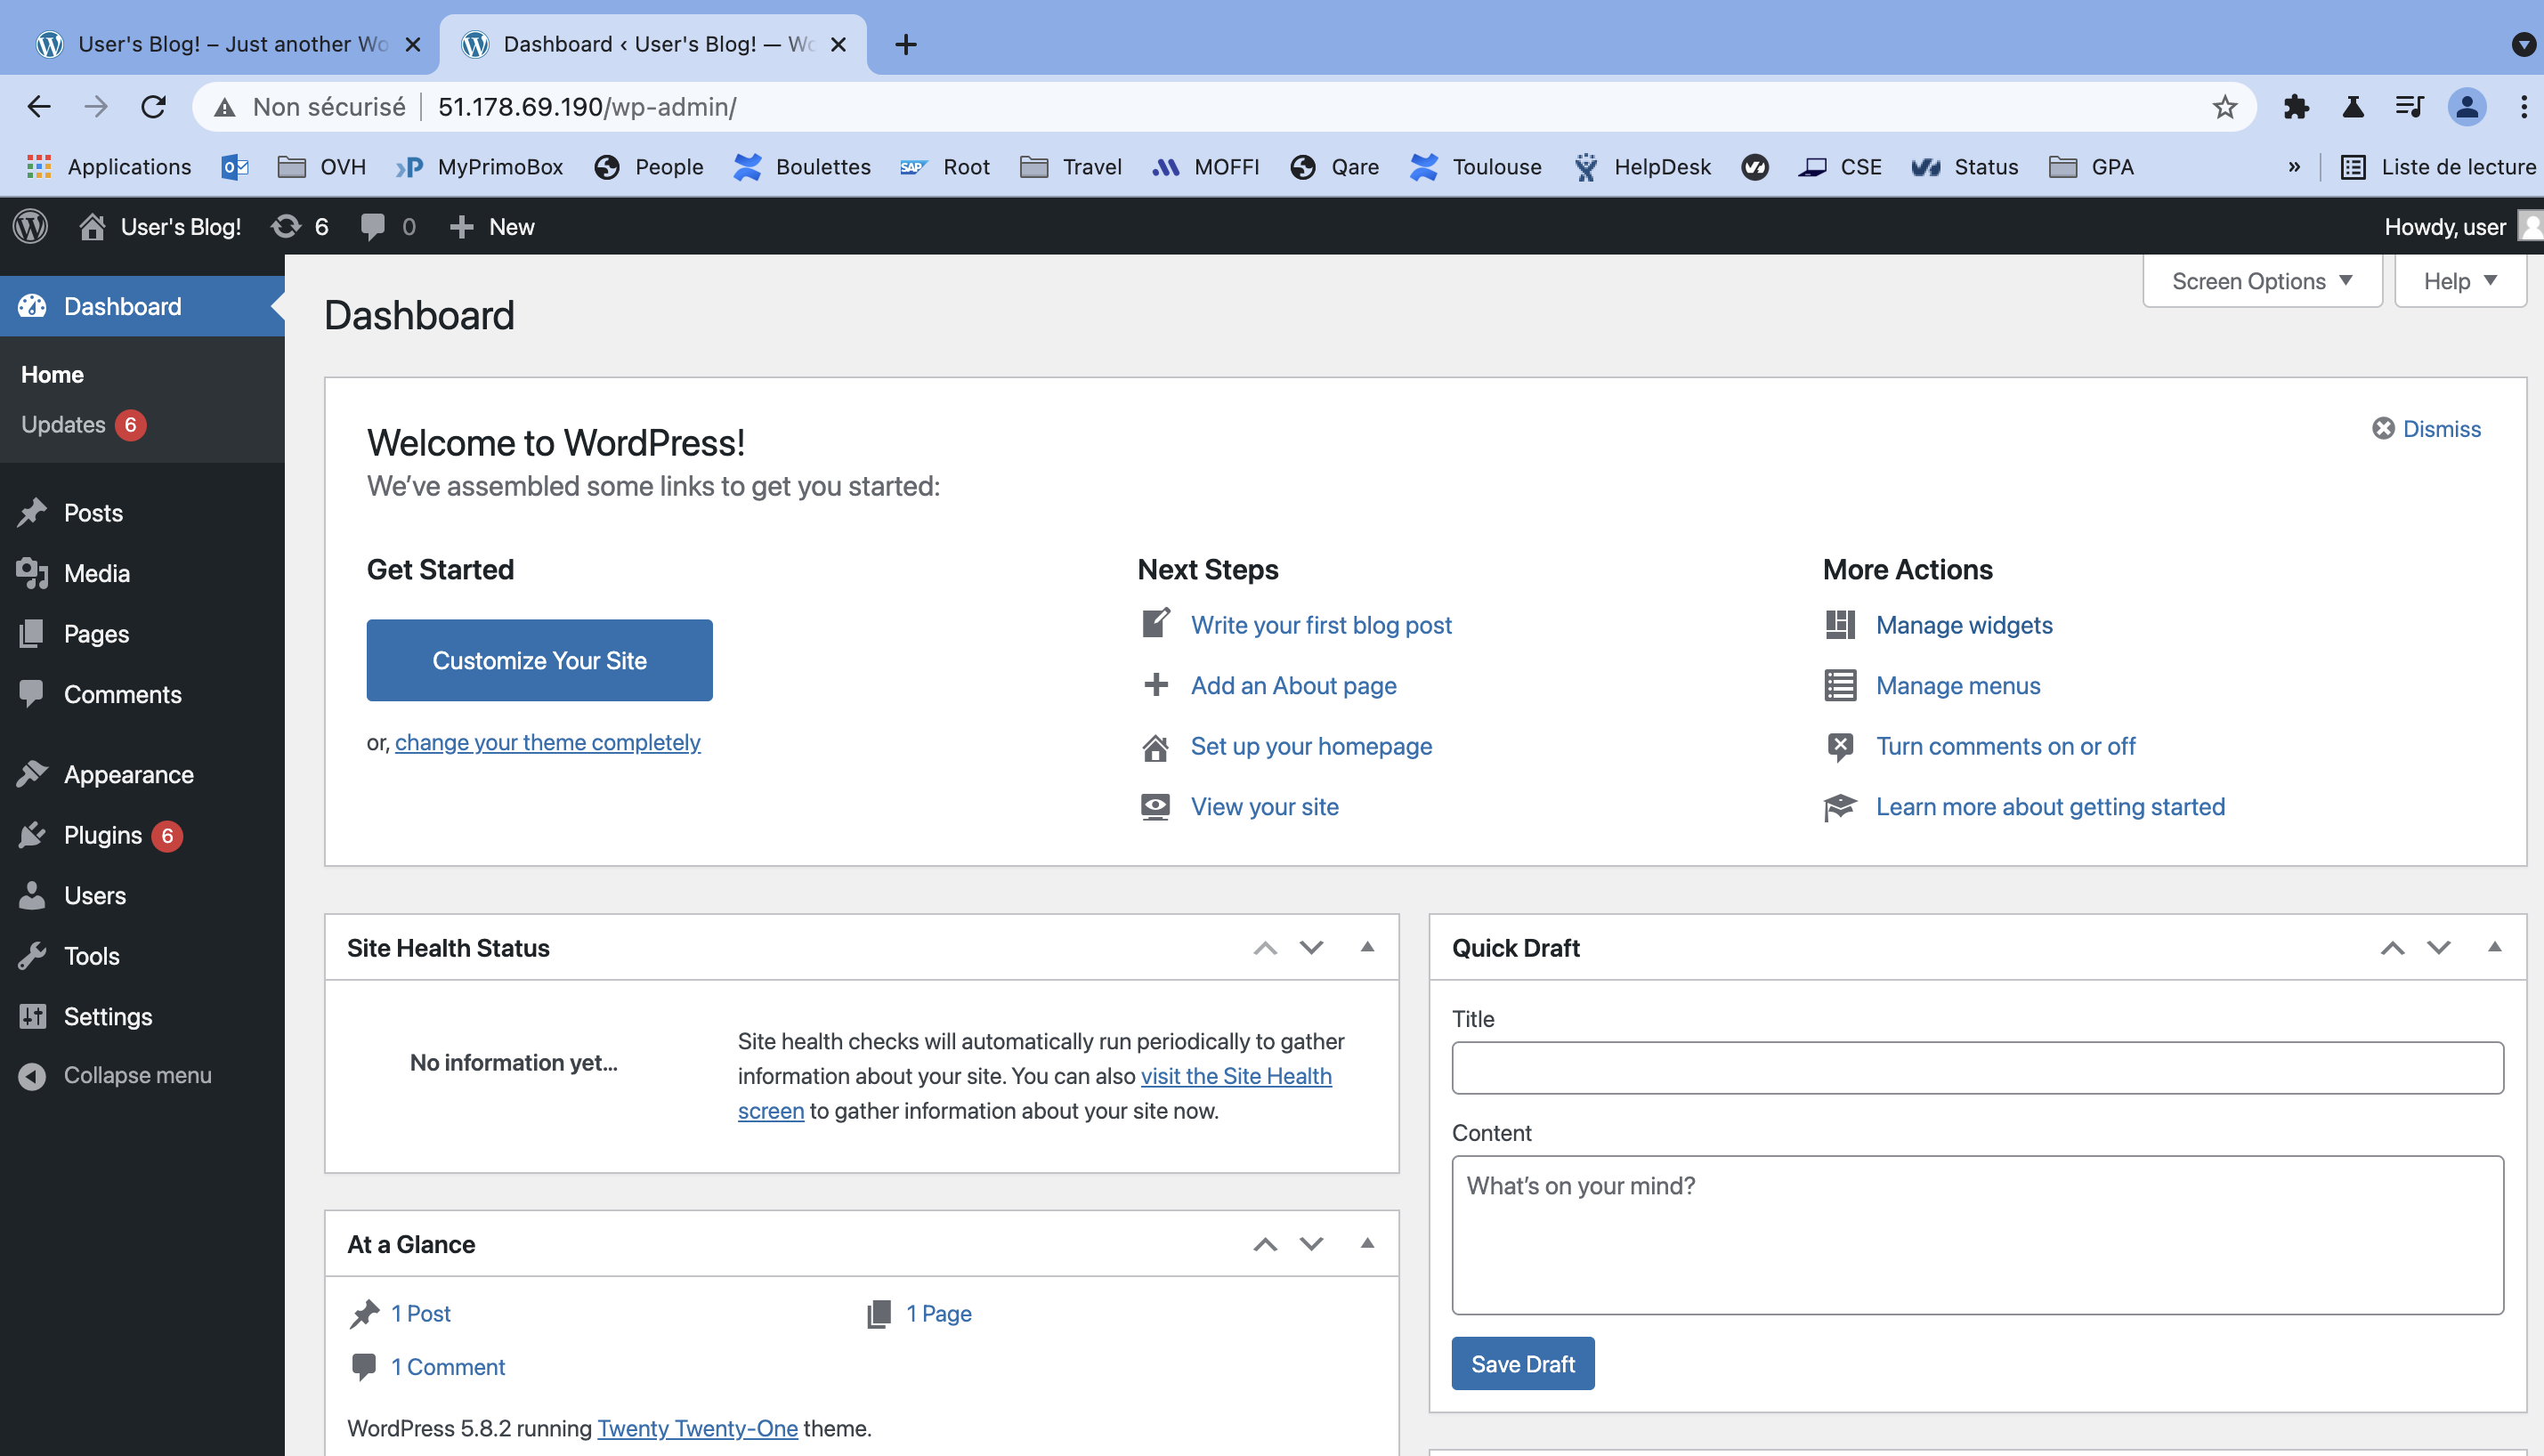 User's Blog! – Just another Wo
Dashboard ‹ User's Blog! — Wo
Non sécurisé 51.178.69.190/wp-admin/
Applications OVH MyPrimoBox People Boulettes SAP Root Travel MOFFI Qare Toulouse HelpDesk CSE Status GPA » Liste de lecture
User's Blog! 6 0 New Howdy, user
Screen Options Help
Dashboard
Home
Updates 6
Posts
Media
Pages
Comments
Appearance
Plugins 6
Users
Tools
Settings
Collapse menu
Dashboard
Welcome to WordPress!
Dismiss
We've assembled some links to get you started:
Get Started
Customize Your Site
or, change your theme completely
Next Steps
Write your first blog post
Add an About page
Set up your homepage
View your site
More Actions
Manage widgets
Manage menus
Turn comments on or off
Learn more about getting started
Site Health Status
No information yet...
Site health checks will automatically run periodically to gather
information about your site. You can also visit the Site Health
screen to gather information about your site now.
At a Glance
1 Post
1 Page
1 Comment
WordPress 5.8.2 running Twenty Twenty-One theme.
Quick Draft
Title
Content
What's on your mind?
Save Draft